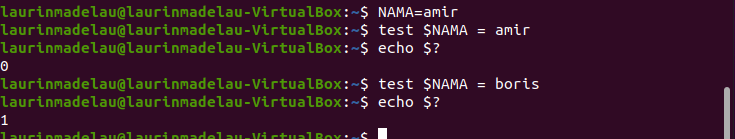 laurinmadelau@laurinmadelau-VirtualBox:~$ NAMA=amir
laurinmadelau@laurinmadelau-VirtualBox:~$ test $NAMA = amir
laurinmadelau@laurinmadelau-VirtualBox:~$ echo $?
0
laurinmadelau@laurinmadelau-VirtualBox:~$ test $NAMA = boris
laurinmadelau@laurinmadelau-VirtualBox:~$ echo $?
1
laurinmadelau@laurinmadelau-VirtualBox:~$